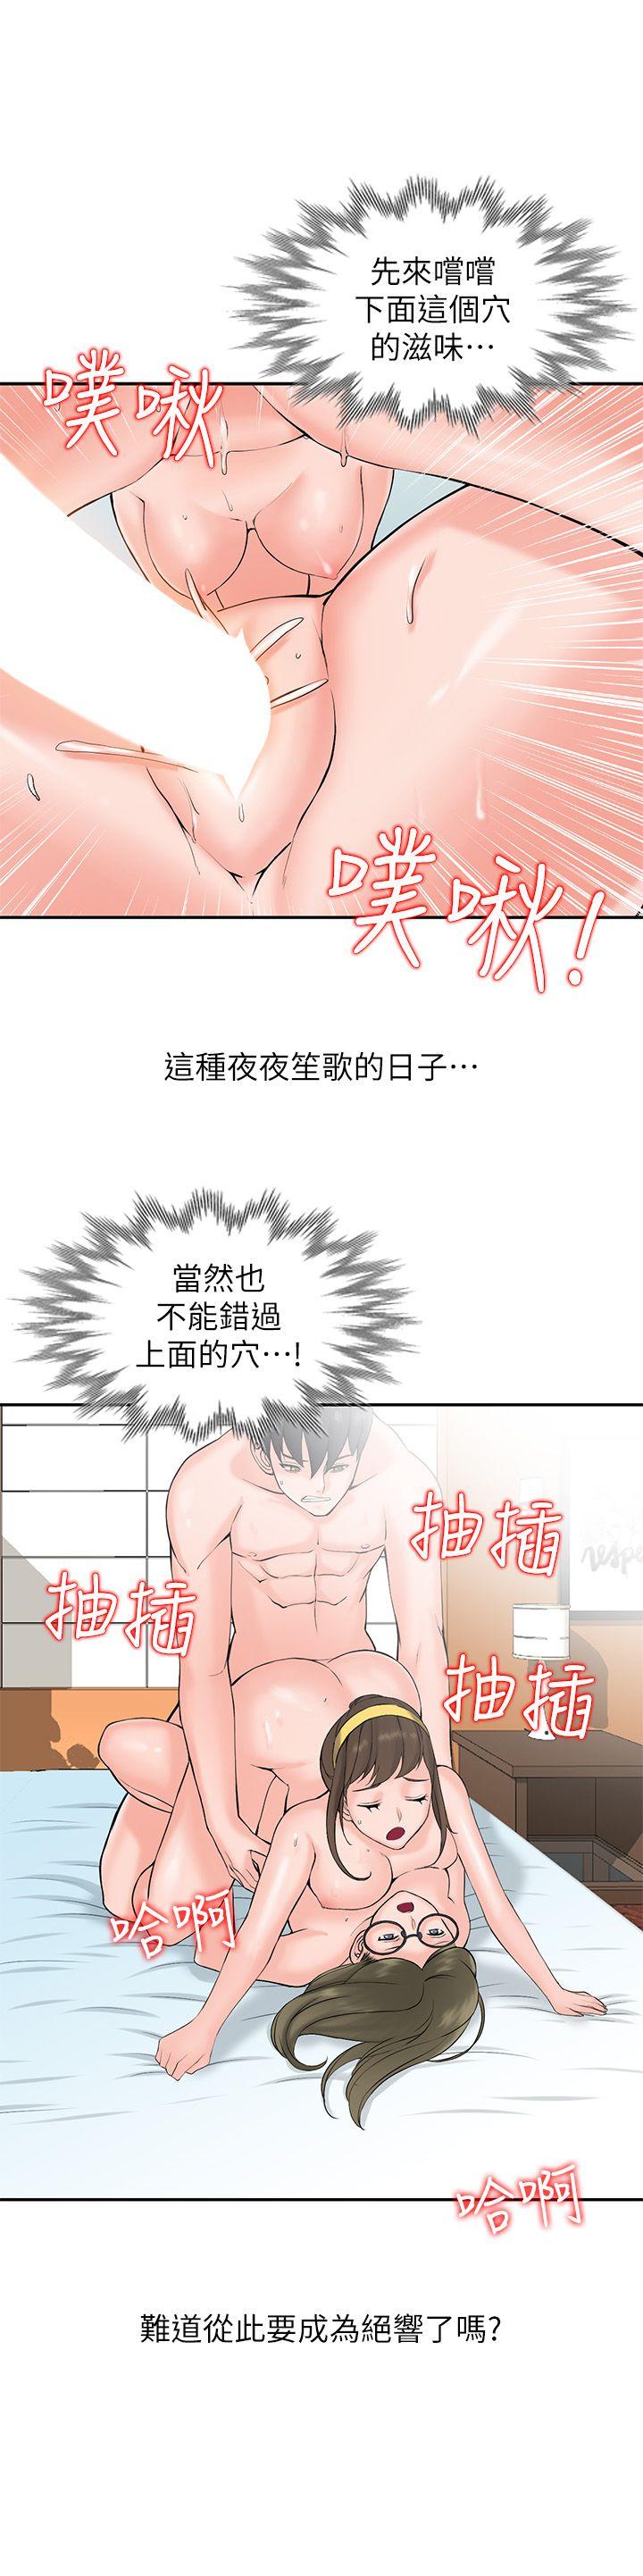 先來嚐嚐
下面這個穴
的滋味…
噗啾
噗啾!
這種夜夜笙歌的日子…
當然也
不能錯過
上面的穴…!
respe
抽插
抽插
抽插
哈啊
哈啊
難道從此要成為絕響了嗎?